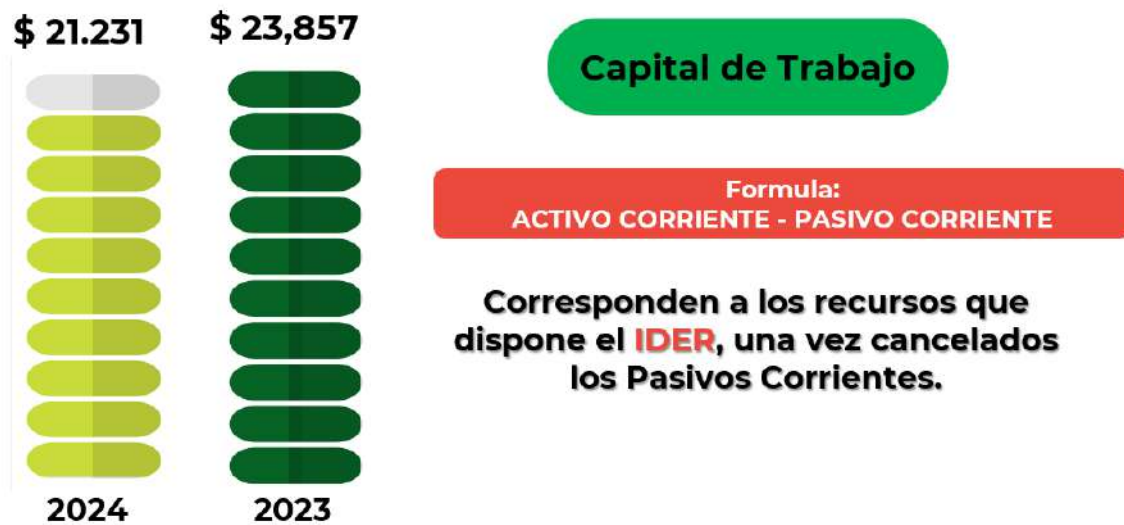 $ 21.231
$ 23,857
2024
2023
Capital de Trabajo
Formula:
ACTIVO CORRIENTE - PASIVO CORRIENTE
Corresponden a los recursos que
dispone el IDER, una vez cancelados
los Pasivos Corrientes.